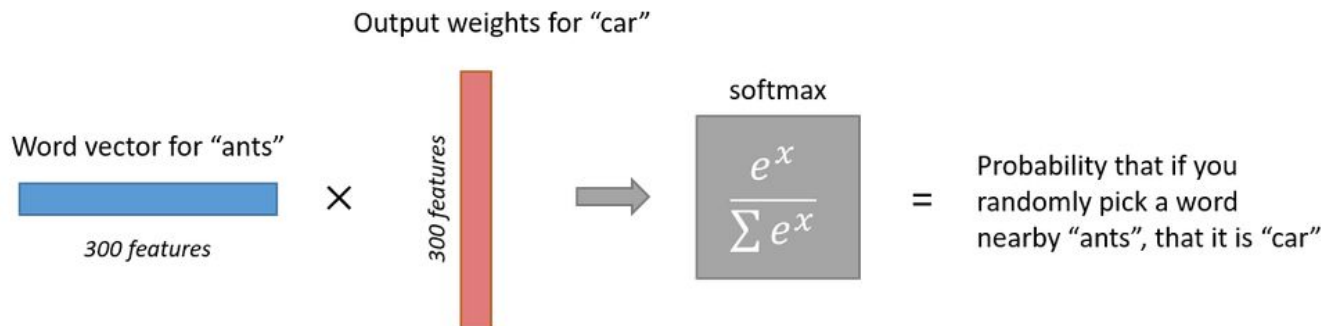 Output weights for “car”
softmax
Word vector for “ants”
300 features
×
300 features
e^x
∑ e^x
=
Probability that if you
randomly pick a word
nearby “ants”, that it is “car”